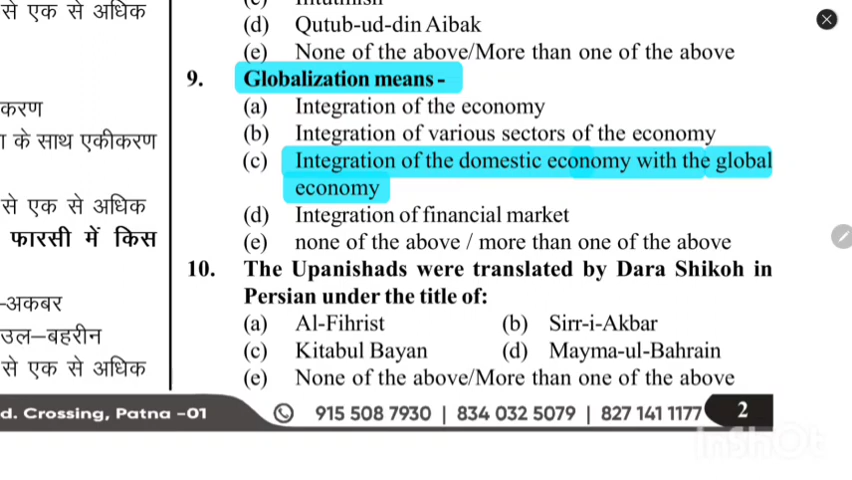 से एक से अधिक
(d) Qutub-ud-din Aibak
(e) None of the above/More than one of the above
9. Globalization means -
(a) Integration of the economy
करण
(b) Integration of various sectors of the economy
के साथ एकीकरण
(c) Integration of the domestic economy with the global
economy
से एक से अधिक
(d) Integration of financial market
फारसी में किस
(e) none of the above / more than one of the above
10. The Upanishads were translated by Dara Shikoh in
Persian under the title of:
-अकबर
(a) Al-Fihrist (b) Sirr-i-Akbar
उल–बहरीन
(c) Kitabul Bayan (d) Mayma-ul-Bahrain
से एक से अधिक
(e) None of the above/More than one of the above
d. Crossing, Patna -01 915 508 7930 | 834 032 5079 | 827 141 1177 2
InShOt